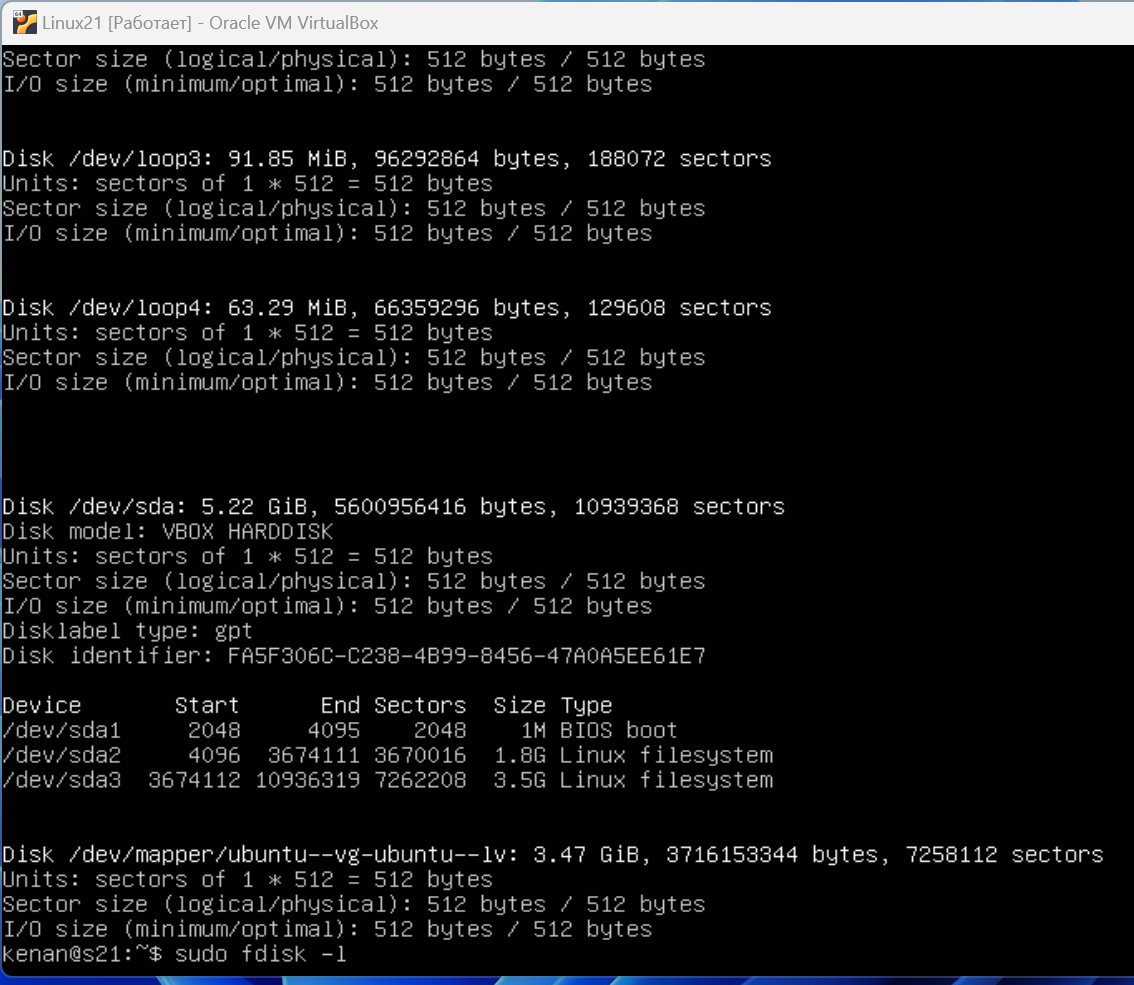 Linux21 [Работает] - Oracle VM VirtualBox
Sector size (logical/physical): 512 bytes / 512 bytes
I/O size (minimum/optimal): 512 bytes / 512 bytes
Disk /dev/loop3: 91.85 MiB, 96292864 bytes, 188072 sectors
Units: sectors of 1 * 512 = 512 bytes
Sector size (logical/physical): 512 bytes / 512 bytes
I/O size (minimum/optimal): 512 bytes / 512 bytes
Disk /dev/loop4: 63.29 MiB, 66359296 bytes, 129608 sectors
Units: sectors of 1 * 512 = 512 bytes
Sector size (logical/physical): 512 bytes / 512 bytes
I/O size (minimum/optimal): 512 bytes / 512 bytes
Disk /dev/sda: 5.22 GiB, 5600956416 bytes, 10939368 sectors
Disk model: VBOX HARDDISK
Units: sectors of 1 * 512 = 512 bytes
Sector size (logical/physical): 512 bytes / 512 bytes
I/O size (minimum/optimal): 512 bytes / 512 bytes
Disklabel type: gpt
Disk identifier: FA5F306C-C238-4B99-8456-47A0A5EE61E7
Device       Start      End Sectors  Size Type
/dev/sda1     2048     4095    2048    1M BIOS boot
/dev/sda2     4096  3674111 3670016  1.8G Linux filesystem
/dev/sda3  3674112 10936319 7262208  3.5G Linux filesystem
Disk /dev/mapper/ubuntu--vg-ubuntu--lv: 3.47 GiB, 3716153344 bytes, 7258112 sectors
Units: sectors of 1 * 512 = 512 bytes
Sector size (logical/physical): 512 bytes / 512 bytes
I/O size (minimum/optimal): 512 bytes / 512 bytes
kenan@s21:~$ sudo fdisk -l